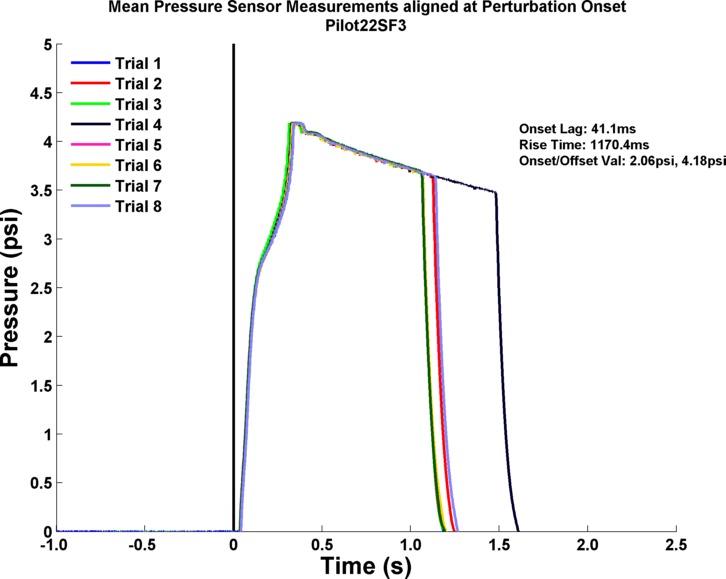 Mean Pressure Sensor Measurements aligned at Perturbation Onset
Pilot22SF3
Pressure (psi)
5
4.5
4
3.5
3
2.5
2
1.5
1
0.5
0
Trial 1
Trial 2
Trial 3
Trial 4
Trial 5
Trial 6
Trial 7
Trial 8
Onset Lag: 41.1ms
Rise Time: 1170.4ms
Onset/Offset Val: 2.06psi, 4.18psi
-1.0
-0.5
0
0.5
1.0
1.5
2.0
2.5
Time (s)